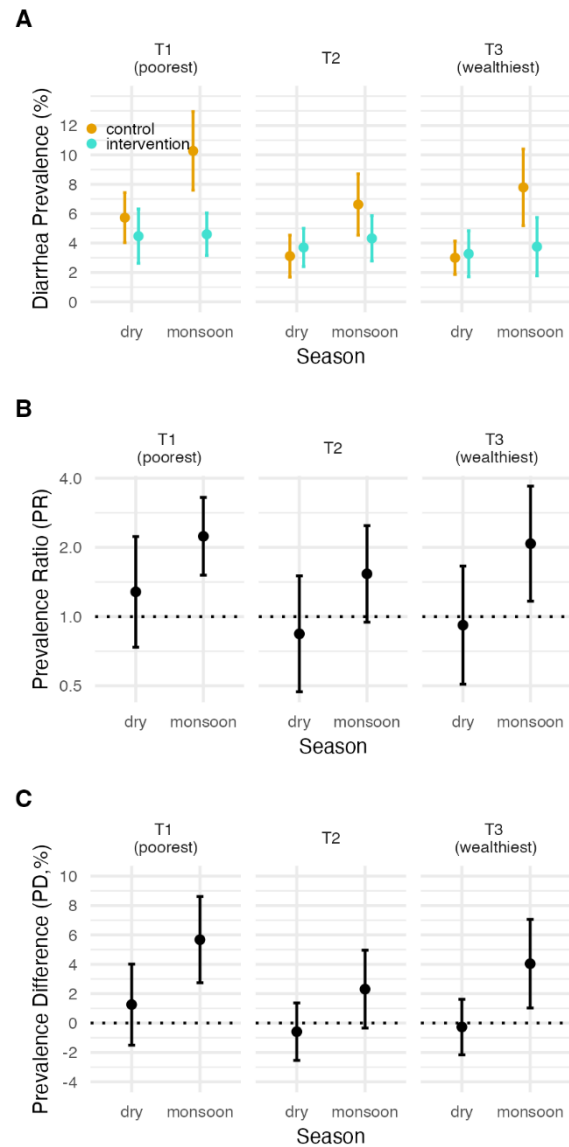 A
T1
(poorest)
T2
T3
(wealthiest)
Diarrhea Prevalence (%)
12
10
8
6
4
2
0
control
intervention
dry monsoon dry monsoon dry monsoon
Season
B
T1
(poorest)
T2
T3
(wealthiest)
Prevalence Ratio (PR)
4.0
2.0
1.0
0.5
dry monsoon dry monsoon dry monsoon
Season
C
T1
(poorest)
T2
T3
(wealthiest)
Prevalence Difference (PD,%)
10
8
6
4
2
0
-2
-4
dry monsoon dry monsoon dry monsoon
Season